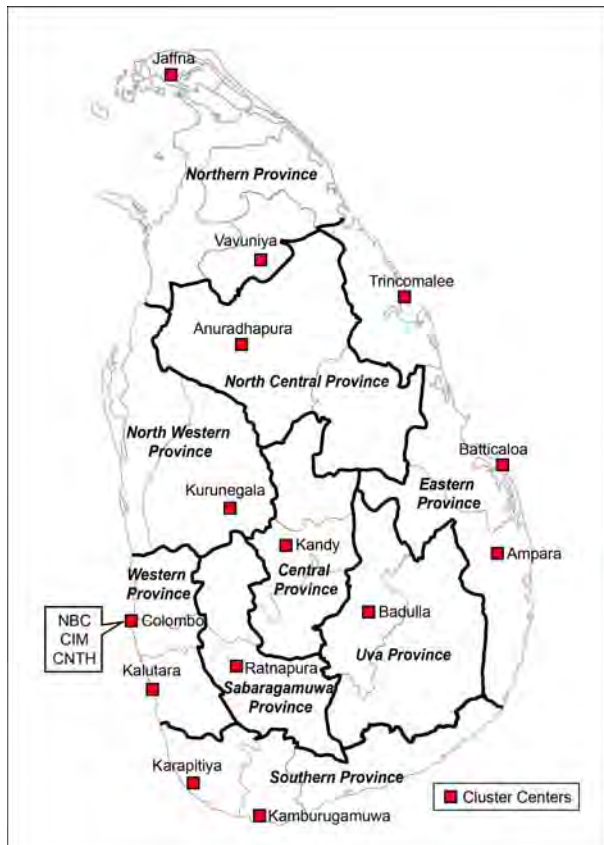 Jaffna
Northern Province
Vavuniya
Trincomalee
Anuradhapura
North Central Province
North Western
Province
Batticaloa
Kurunegala
Eastern
Province
Kandy
Ampara
Western
Province
Central
Province
NBC
CIM
CNTH
Colombo
Badulla
Uva Province
Kalutara
Ratnapura
Sabaragamuwa
Province
Karapitiya
Southern Province
Cluster Centers
Kamburugamuwa